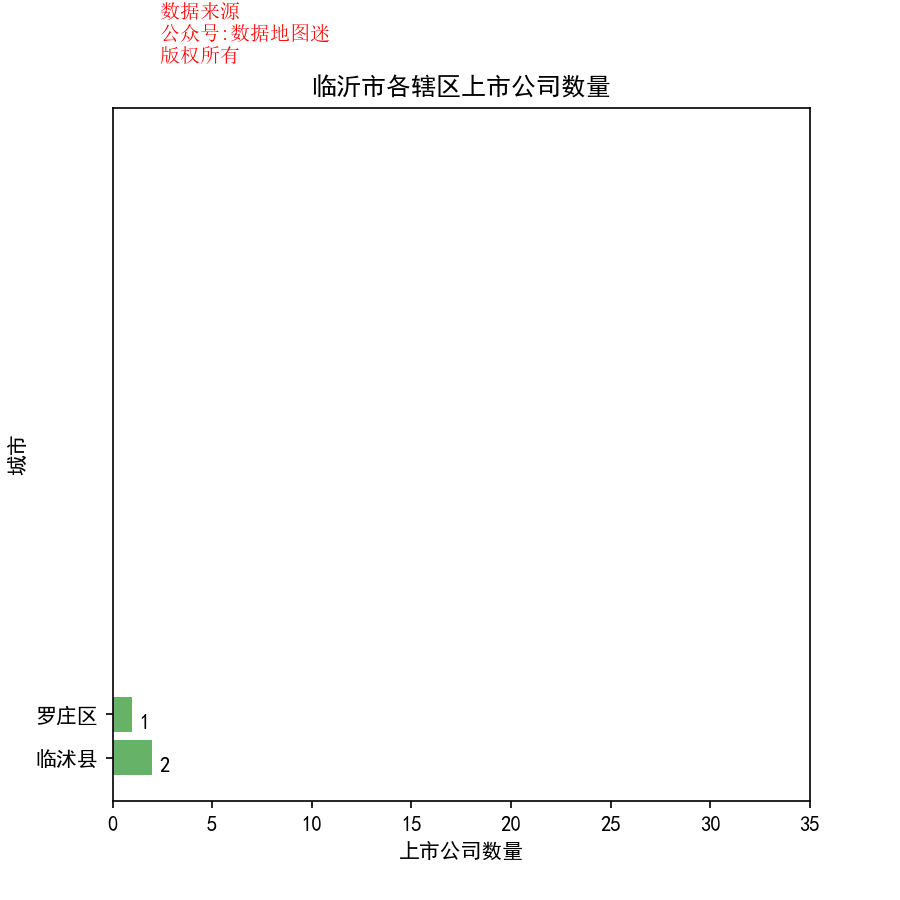 数据来源
公众号:数据地图迷
版权所有
临沂市各辖区上市公司数量
城市
罗庄区 1
临沭县 2
0 5 10 15 20 25 30 35
上市公司数量